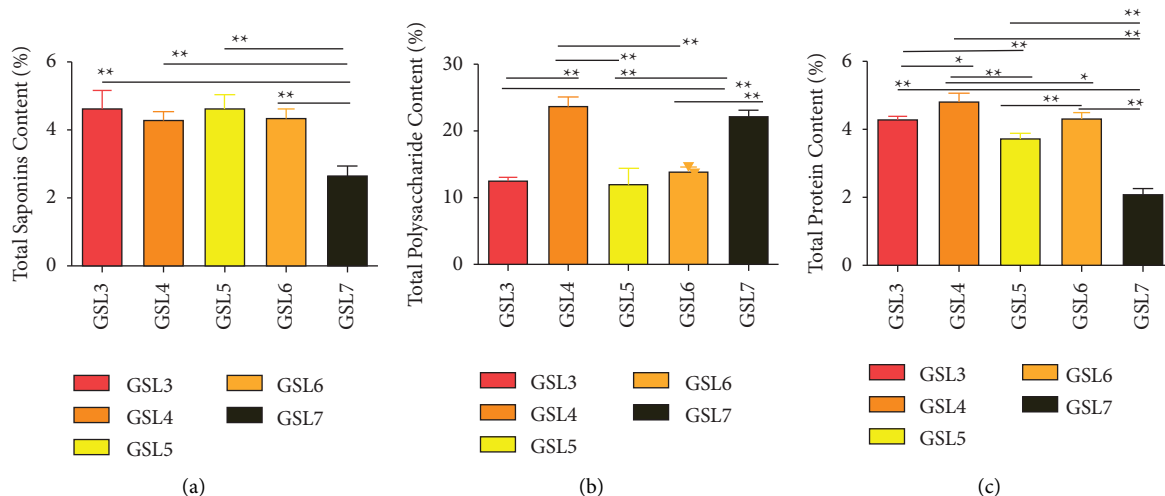 Total Saponins Content (%)
6
4
2
0
**
**
**
**
GSL3
GSL4
GSL5
GSL6
GSL7
GSL3
GSL4
GSL5
GSL6
GSL7
(a)
Total Polysaccharide Content (%)
30
20
10
0
**
**
**
**
**
**
GSL3
GSL4
GSL5
GSL6
GSL7
GSL3
GSL4
GSL5
GSL6
GSL7
(b)
Total Protein Content (%)
6
4
2
0
**
**
**
*
**
*
**
**
**
GSL3
GSL4
GSL5
GSL6
GSL7
GSL3
GSL4
GSL5
GSL6
GSL7
(c)